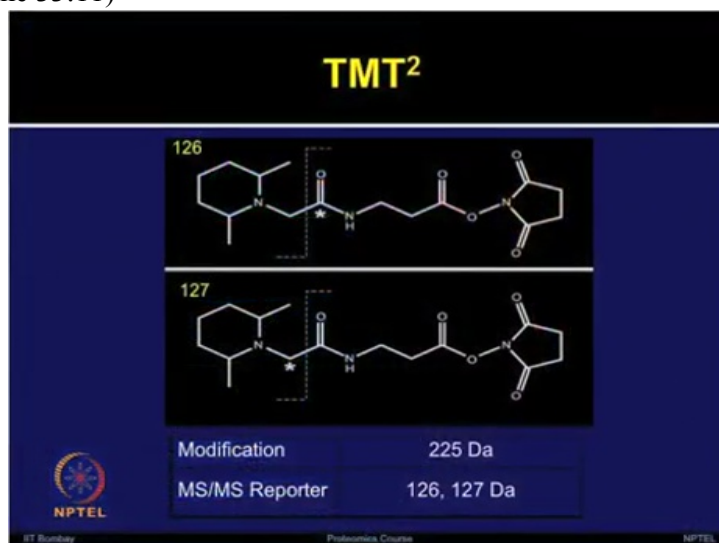 TMT²
126
N
O
*
N
H
O
O
N
O
O
127
N
*
O
N
H
O
O
N
O
O
Modification 225 Da
MS/MS Reporter 126, 127 Da
NPTEL
IIT Bombay Proteomics Course NPTEL